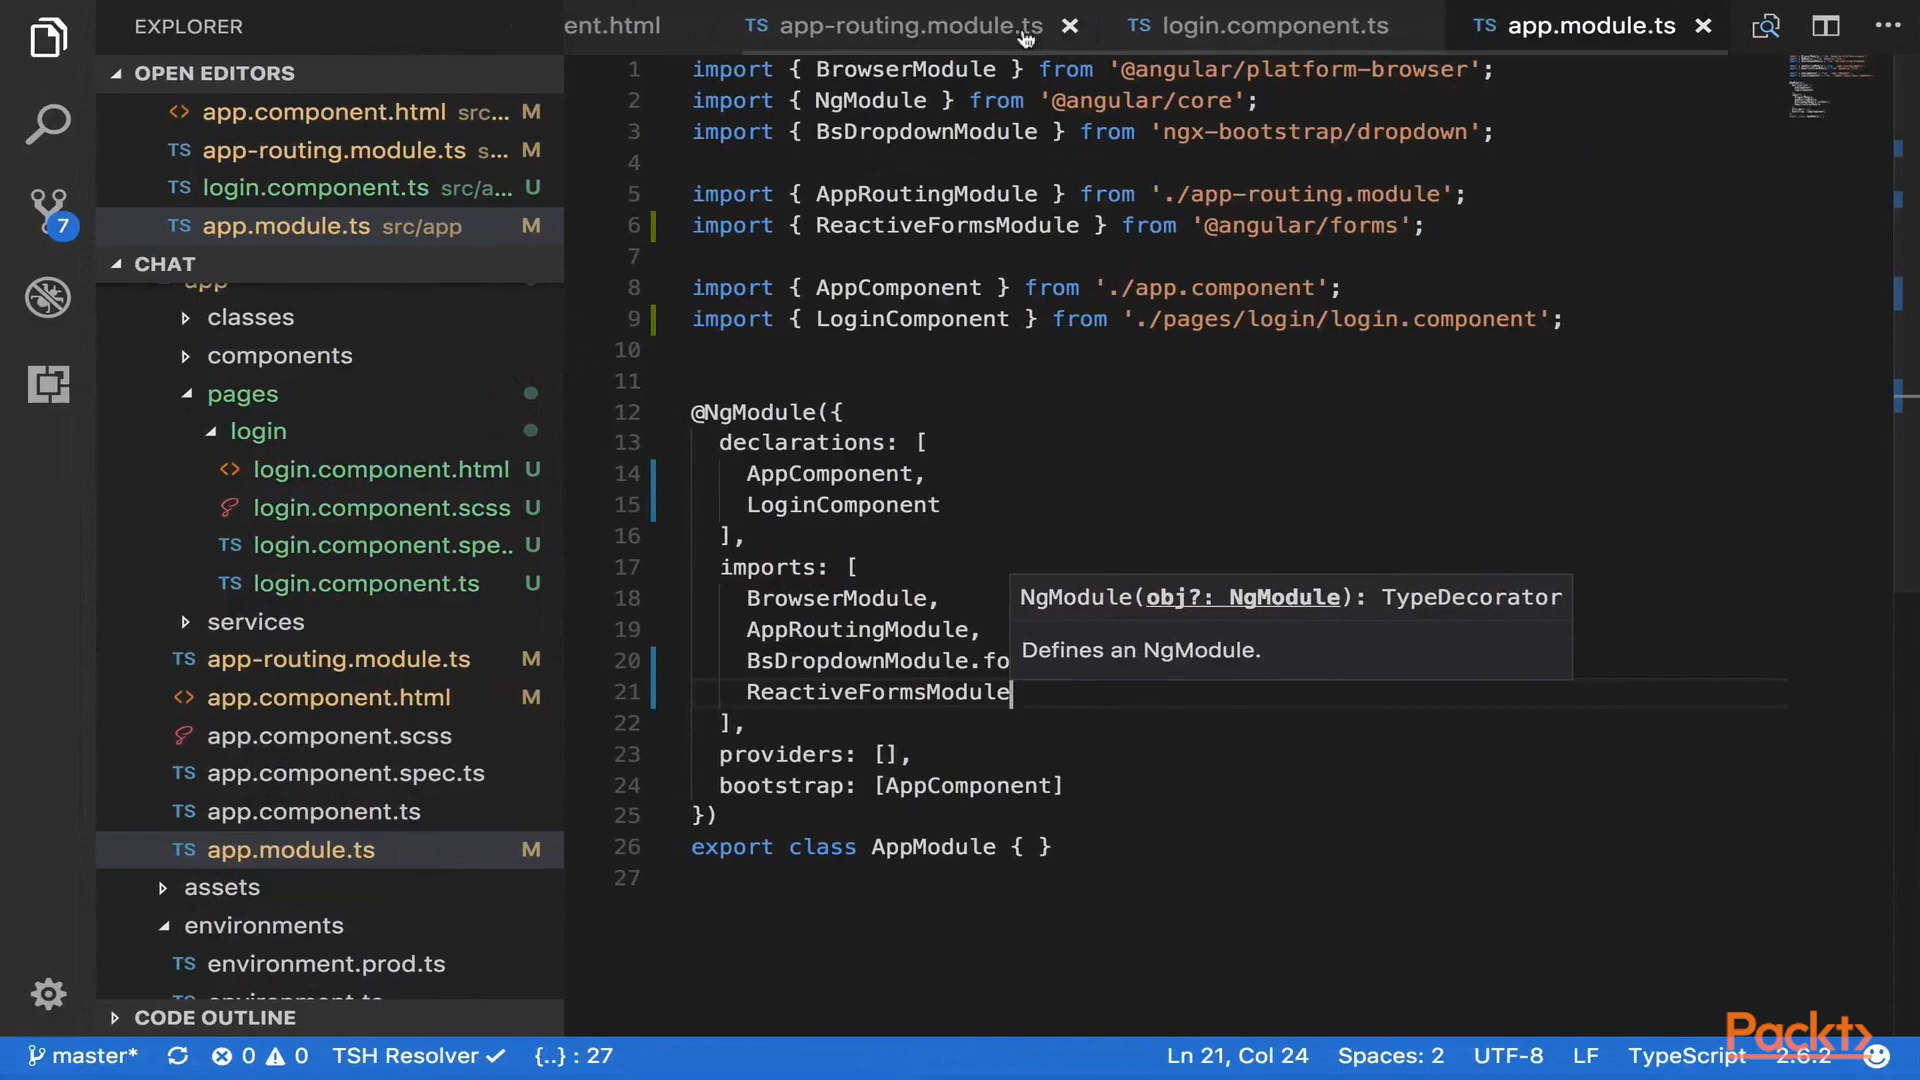 EXPLORER
ent.html
TS app-routing.module.ts
TS login.component.ts
TS app.module.ts
OPEN EDITORS
<> app.component.html src... M
TS app-routing.module.ts s... M
TS login.component.ts src/a... U
TS app.module.ts src/app M
7
CHAT
app
classes
components
pages
login
<> login.component.html U
login.component.scss U
TS login.component.spe... U
TS login.component.ts U
services
TS app-routing.module.ts M
<> app.component.html M
app.component.scss
TS app.component.spec.ts
TS app.component.ts
TS app.module.ts M
assets
environments
TS environment.prod.ts
TS environment.ts
CODE OUTLINE
1 import { BrowserModule } from '@angular/platform-browser';
2 import { NgModule } from '@angular/core';
3 import { BsDropdownModule } from 'ngx-bootstrap/dropdown';
4
5 import { AppRoutingModule } from './app-routing.module';
6 import { ReactiveFormsModule } from '@angular/forms';
7
8 import { AppComponent } from './app.component';
9 import { LoginComponent } from './pages/login/login.component';
10
11
12 @NgModule({
13 declarations: [
14 AppComponent,
15 LoginComponent
16 ],
17 imports: [
18 BrowserModule,
19 AppRoutingModule,
20 BsDropdownModule.fo
21 ReactiveFormsModule
22 ],
23 providers: [],
24 bootstrap: [AppComponent]
25 })
26 export class AppModule { }
27
NgModule(obj?: NgModule): TypeDecorator
Defines an NgModule.
Packt>
master* 0 0 TSH Resolver ✓ {..} : 27 Ln 21, Col 24 Spaces: 2 UTF-8 LF TypeScript 2.6.2